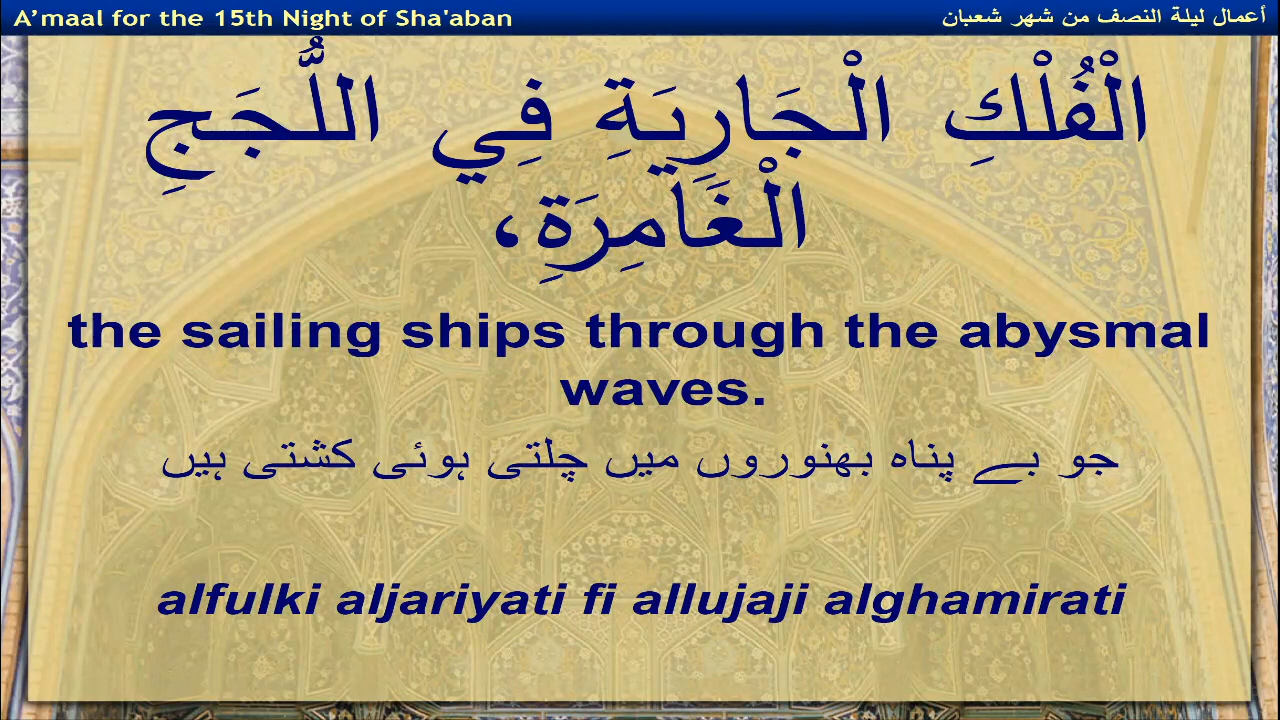 A’maal for the 15th Night of Sha'aban
أعمال ليلة النصف من شهر شعبان
الْفُلْكِ الْجَارِيَةِ فِي اللُّجَجِ
الْغَامِرَةِ،
the sailing ships through the abysmal
waves.
جو بے پناہ بھنوروں میں چلتی ہوئی کشتی ہیں
alfulki aljariyati fi allujaji alghamirati